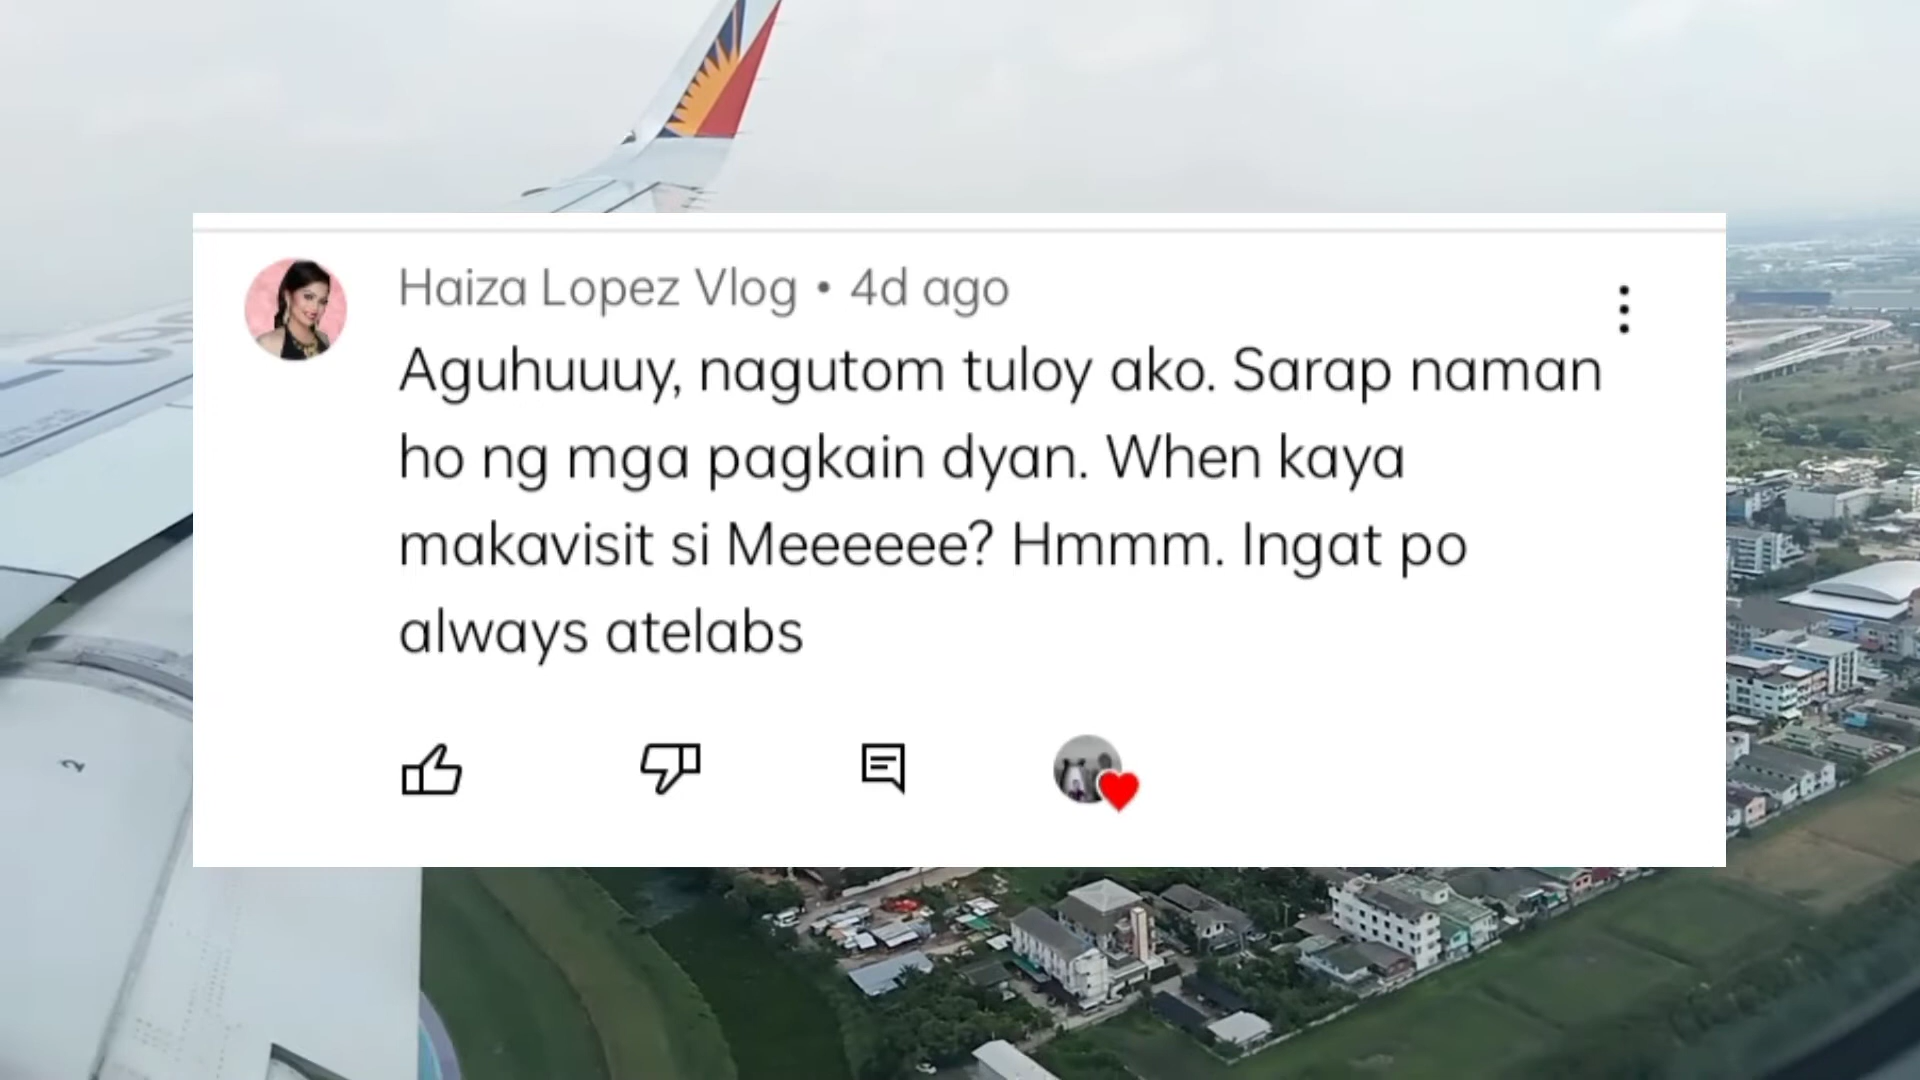 Haiza Lopez Vlog • 4d ago
Aguhuuuy, nagutom tuloy ako. Sarap naman
ho ng mga pagkain dyan. When kaya
makavisit si Meeeeee? Hmmm. Ingat po
always atelabs
2